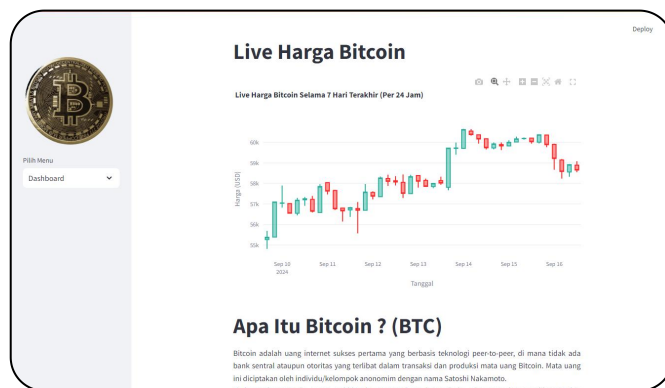 Deploy
Pilih Menu
Dashboard
Live Harga Bitcoin
Live Harga Bitcoin Selama 7 Hari Terakhir (Per 24 Jam)
Harga (USD)
60k
59k
58k
57k
56k
55k
Sep 10
2024
Sep 11
Sep 12
Sep 13
Sep 14
Sep 15
Sep 16
Tanggal
Apa Itu Bitcoin ? (BTC)
Bitcoin adalah uang internet sukses pertama yang berbasis teknologi peer-to-peer, di mana tidak ada
bank sentral ataupun otoritas yang terlibat dalam transaksi dan produksi mata uang Bitcoin. Mata uang
ini diciptakan oleh individu/kelompok anonomim dengan nama Satoshi Nakamoto.